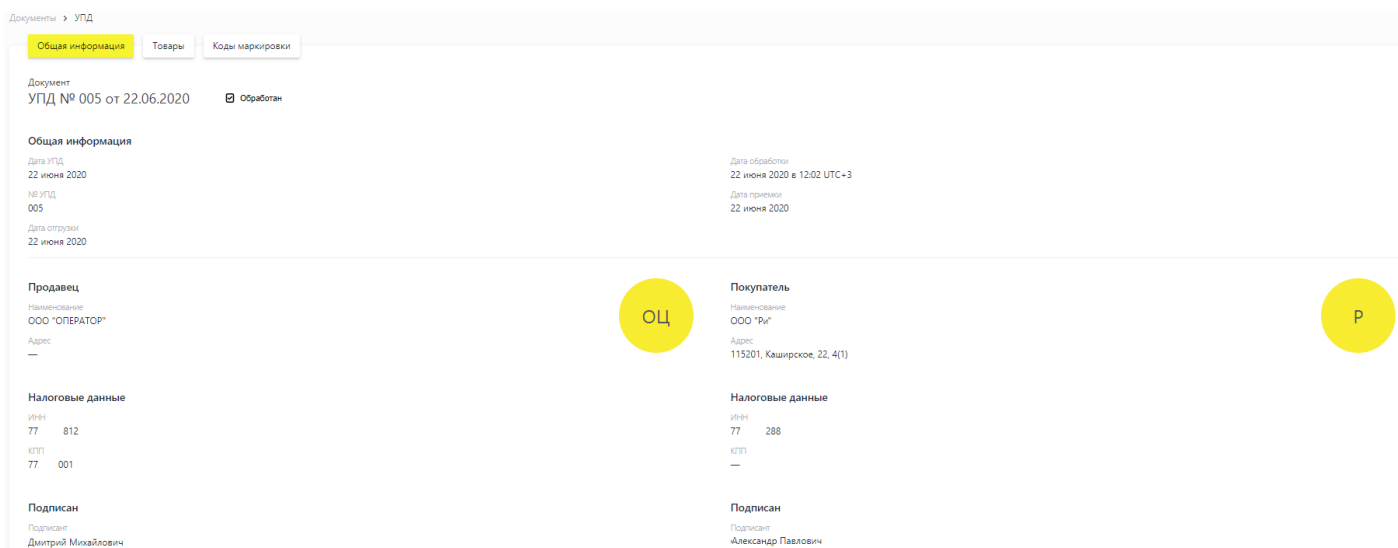 Документы > УПД
Общая информация Товары Коды маркировки
Документ
УПД № 005 от 22.06.2020 Обработан
Общая информация
Дата УПД
22 июня 2020
№ УПД
005
Дата отгрузки
22 июня 2020
Дата обработки
22 июня 2020 в 12:02 UTC+3
Дата приемки
22 июня 2020
Продавец
Наименование
ООО "ОПЕРАТОР"
Адрес
—
ОЦ
Покупатель
Наименование
ООО "Ри"
Адрес
115201, Каширское, 22, 4(1)
Р
Налоговые данные
ИНН
77 812
КПП
77 001
Налоговые данные
ИНН
77 288
КПП
—
Подписан
Подписант
Дмитрий Михайлович
Подписан
Подписант
Александр Павлович